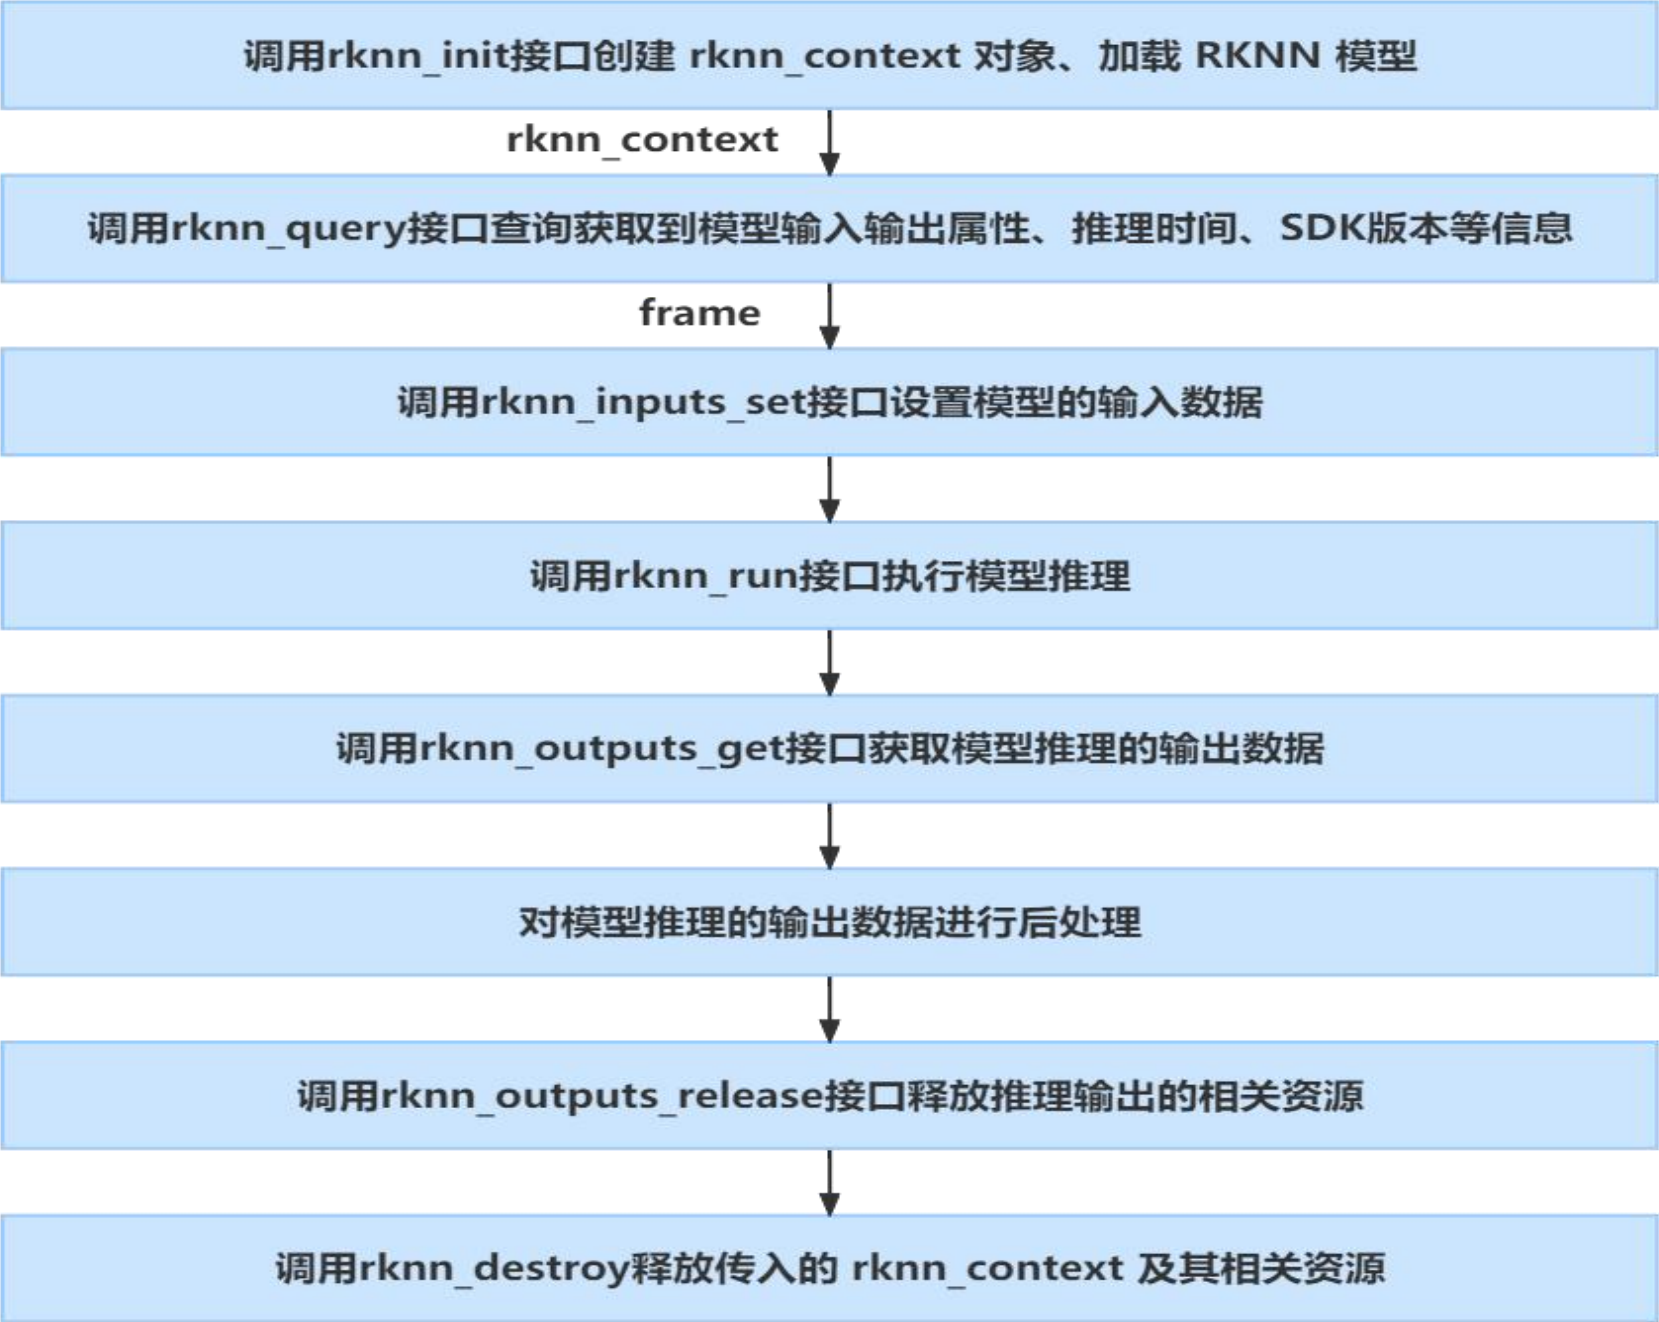 调用rknn_init接口创建 rknn_context 对象、加载 RKNN 模型
rknn_context
调用rknn_query接口查询获取到模型输入输出属性、推理时间、SDK版本等信息
frame
调用rknn_inputs_set接口设置模型的输入数据
调用rknn_run接口执行模型推理
调用rknn_outputs_get接口获取模型推理的输出数据
对模型推理的输出数据进行后处理
调用rknn_outputs_release接口释放推理输出的相关资源
调用rknn_destroy释放传入的 rknn_context 及其相关资源